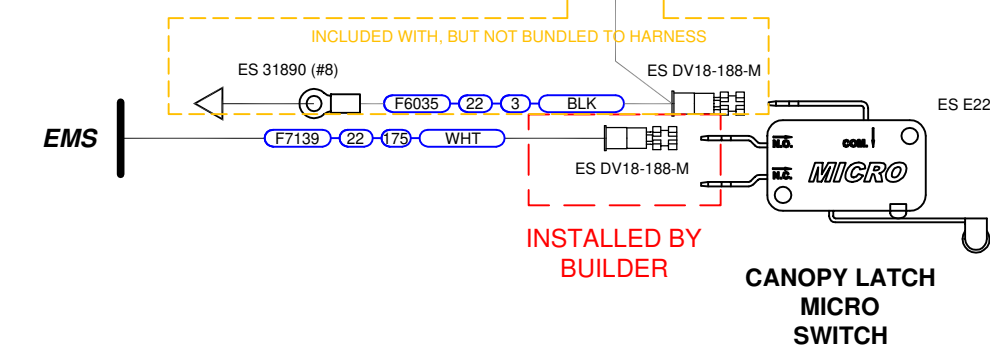 INCLUDED WITH, BUT NOT BUNDLED TO HARNESS
ES 31890 (#8)
ES DV18-188-M
F6035 22 3 BLK
ES E22
EMS
F7139 22 175 WHT
ES DV18-188-M
N.O.
COM.
N.C.
MICRO
INSTALLED BY
BUILDER
CANOPY LATCH
MICRO
SWITCH